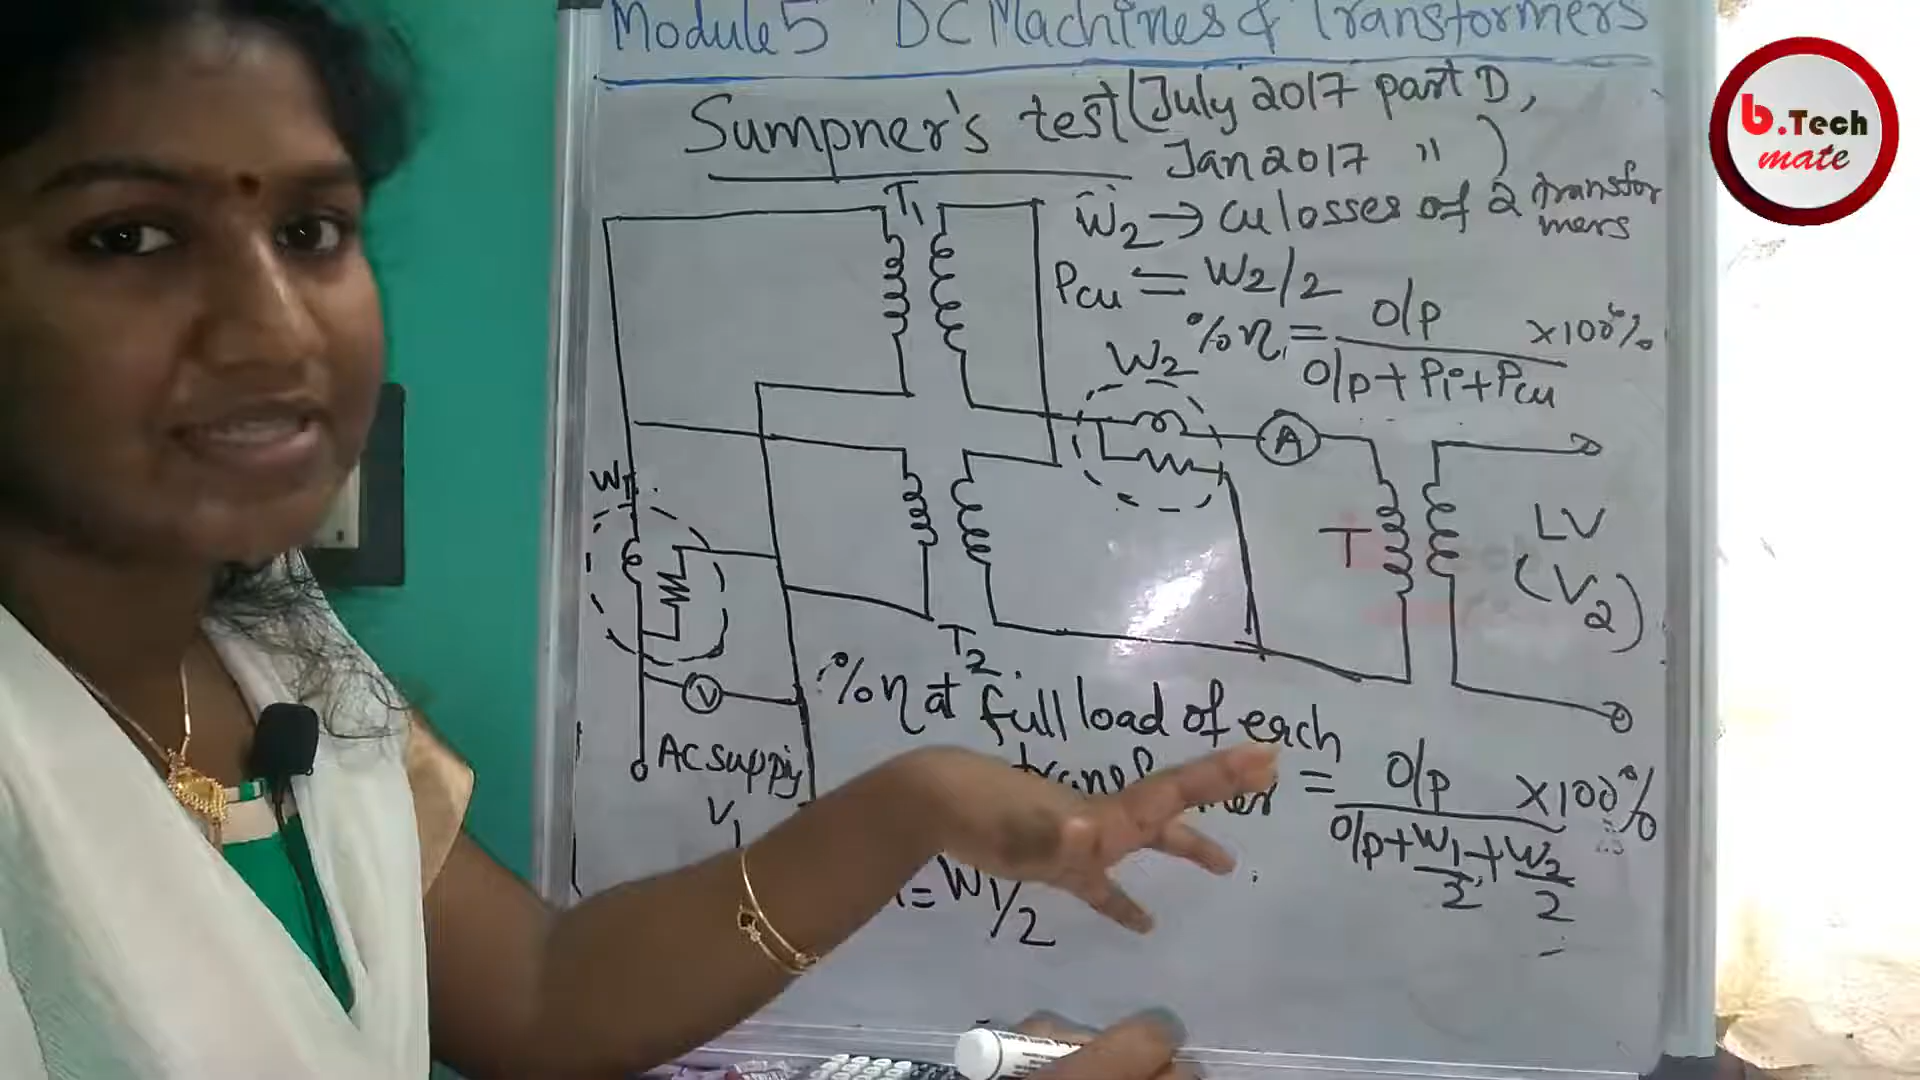 Module 5 DC Machines & Transformers
Sumpner's test (July 2017 part D,
Jan 2017 " )
W2 → Cu losses of 2 transfor
mers
Pcu = W2/2
%η = O/p / O/p + Pi + Pcu ×100%
T1
W2
A
W1
T
LV
(V2)
T2
V
AC supply
V1
%η at full load of each
= O/p / O/p + W1/2 + W2/2 ×100%
= W1/2
b.Tech
mate